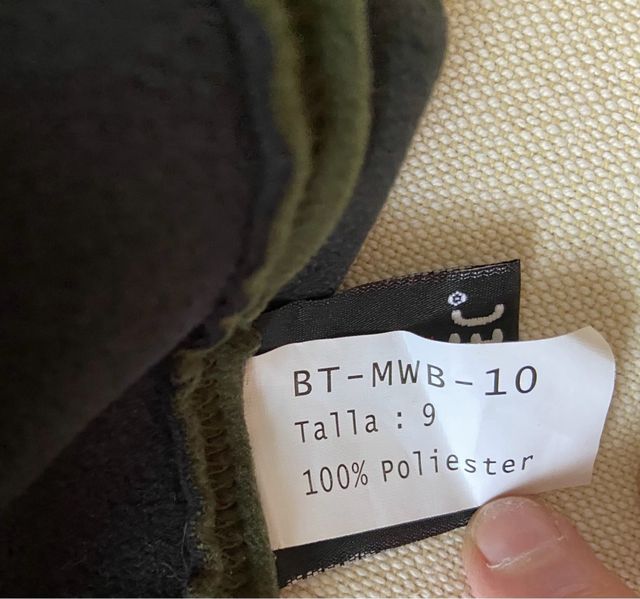 BT-MWB-10
Talla : 9
100% Poliester